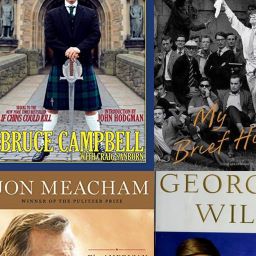 SEQUEL TO THE NEW YORK TIMES BESTSELLER
IF CHINS COULD KILL
INTRODUCTION BY
JOHN HODGMAN
BRUCE CAMPBELL
WITH CRAIG SANBORN
My
Brief Hi
JON MEACHAM
WINNER OF THE PULITZER PRIZE
GEORG
WIL